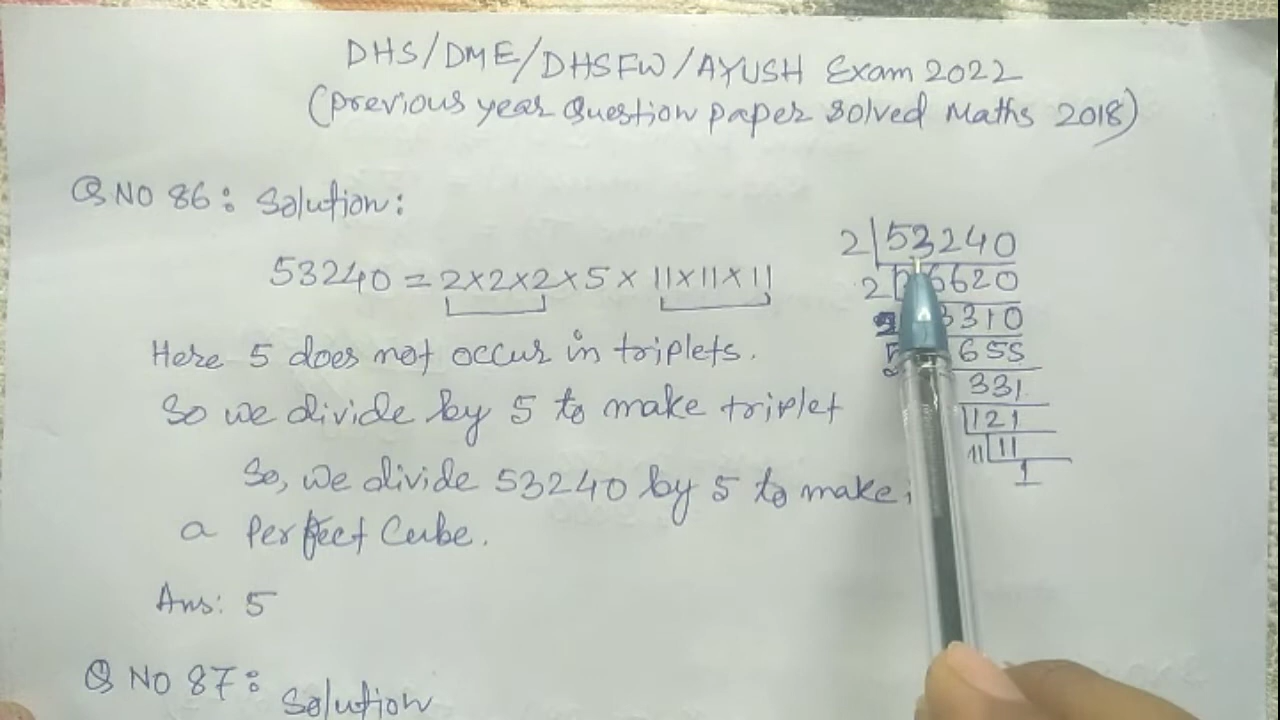 DHS/DME/DHSFW/AYUSH Exam 2022
(previous year Question paper solved Maths 2018)
Q NO 86: Solution:
53240 = 2×2×2×5×11×11×11
Here 5 does not occur in triplets.
So we divide by 5 to make triplet
So, we divide 53240 by 5 to make
a Perfect Cube.
Ans: 5
Q NO 87: Solution
2 53240
2 6620
3310
655
331
121
11 11
1